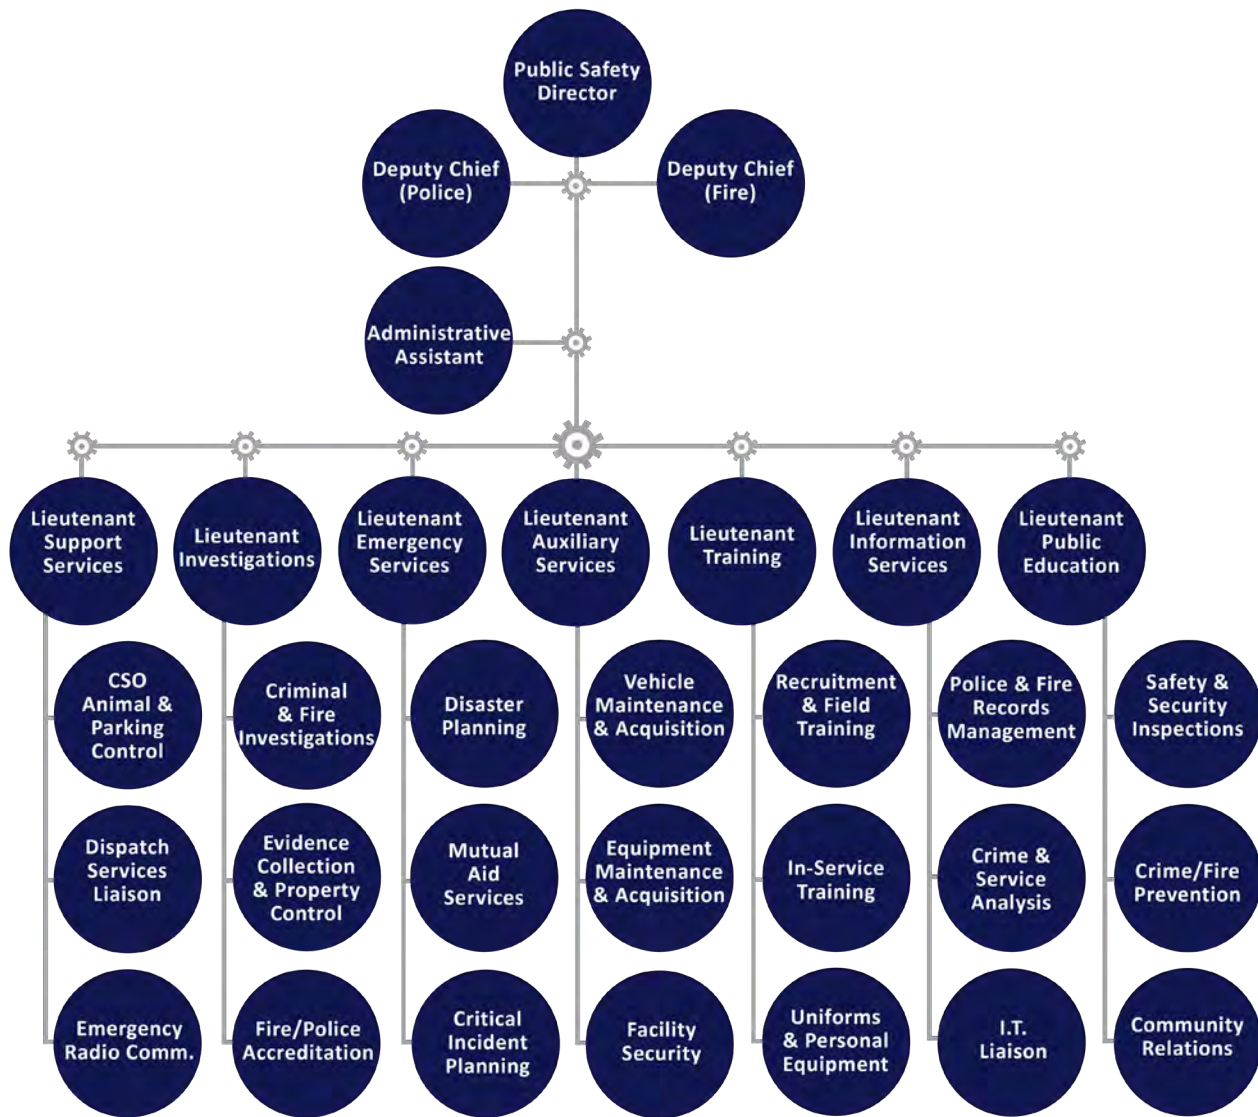 Public Safety
Director
Deputy Chief
(Police)
Deputy Chief
(Fire)
Administrative
Assistant
Lieutenant
Support
Services
Lieutenant
Investigations
Lieutenant
Emergency
Services
Lieutenant
Auxiliary
Services
Lieutenant
Training
Lieutenant
Information
Services
Lieutenant
Public
Education
CSO
Animal &
Parking
Control
Criminal
& Fire
Investigations
Disaster
Planning
Vehicle
Maintenance
& Acquisition
Recruitment
& Field
Training
Police & Fire
Records
Management
Safety &
Security
Inspections
Dispatch
Services
Liaison
Evidence
Collection
& Property
Control
Mutual
Aid
Services
Equipment
Maintenance
& Acquisition
In-Service
Training
Crime &
Service
Analysis
Crime/Fire
Prevention
Emergency
Radio Comm.
Fire/Police
Accreditation
Critical
Incident
Planning
Facility
Security
Uniforms
& Personal
Equipment
I.T.
Liaison
Community
Relations